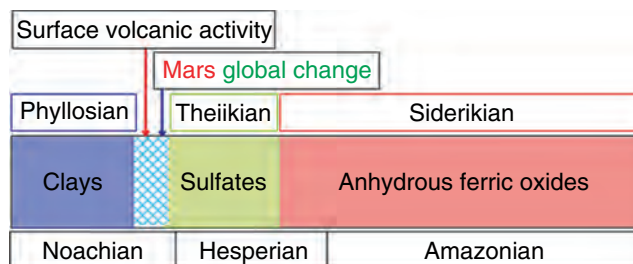 Surface volcanic activity
Mars global change
Phyllosian Theiikian Siderikian
Clays Sulfates Anhydrous ferric oxides
Noachian Hesperian Amazonian